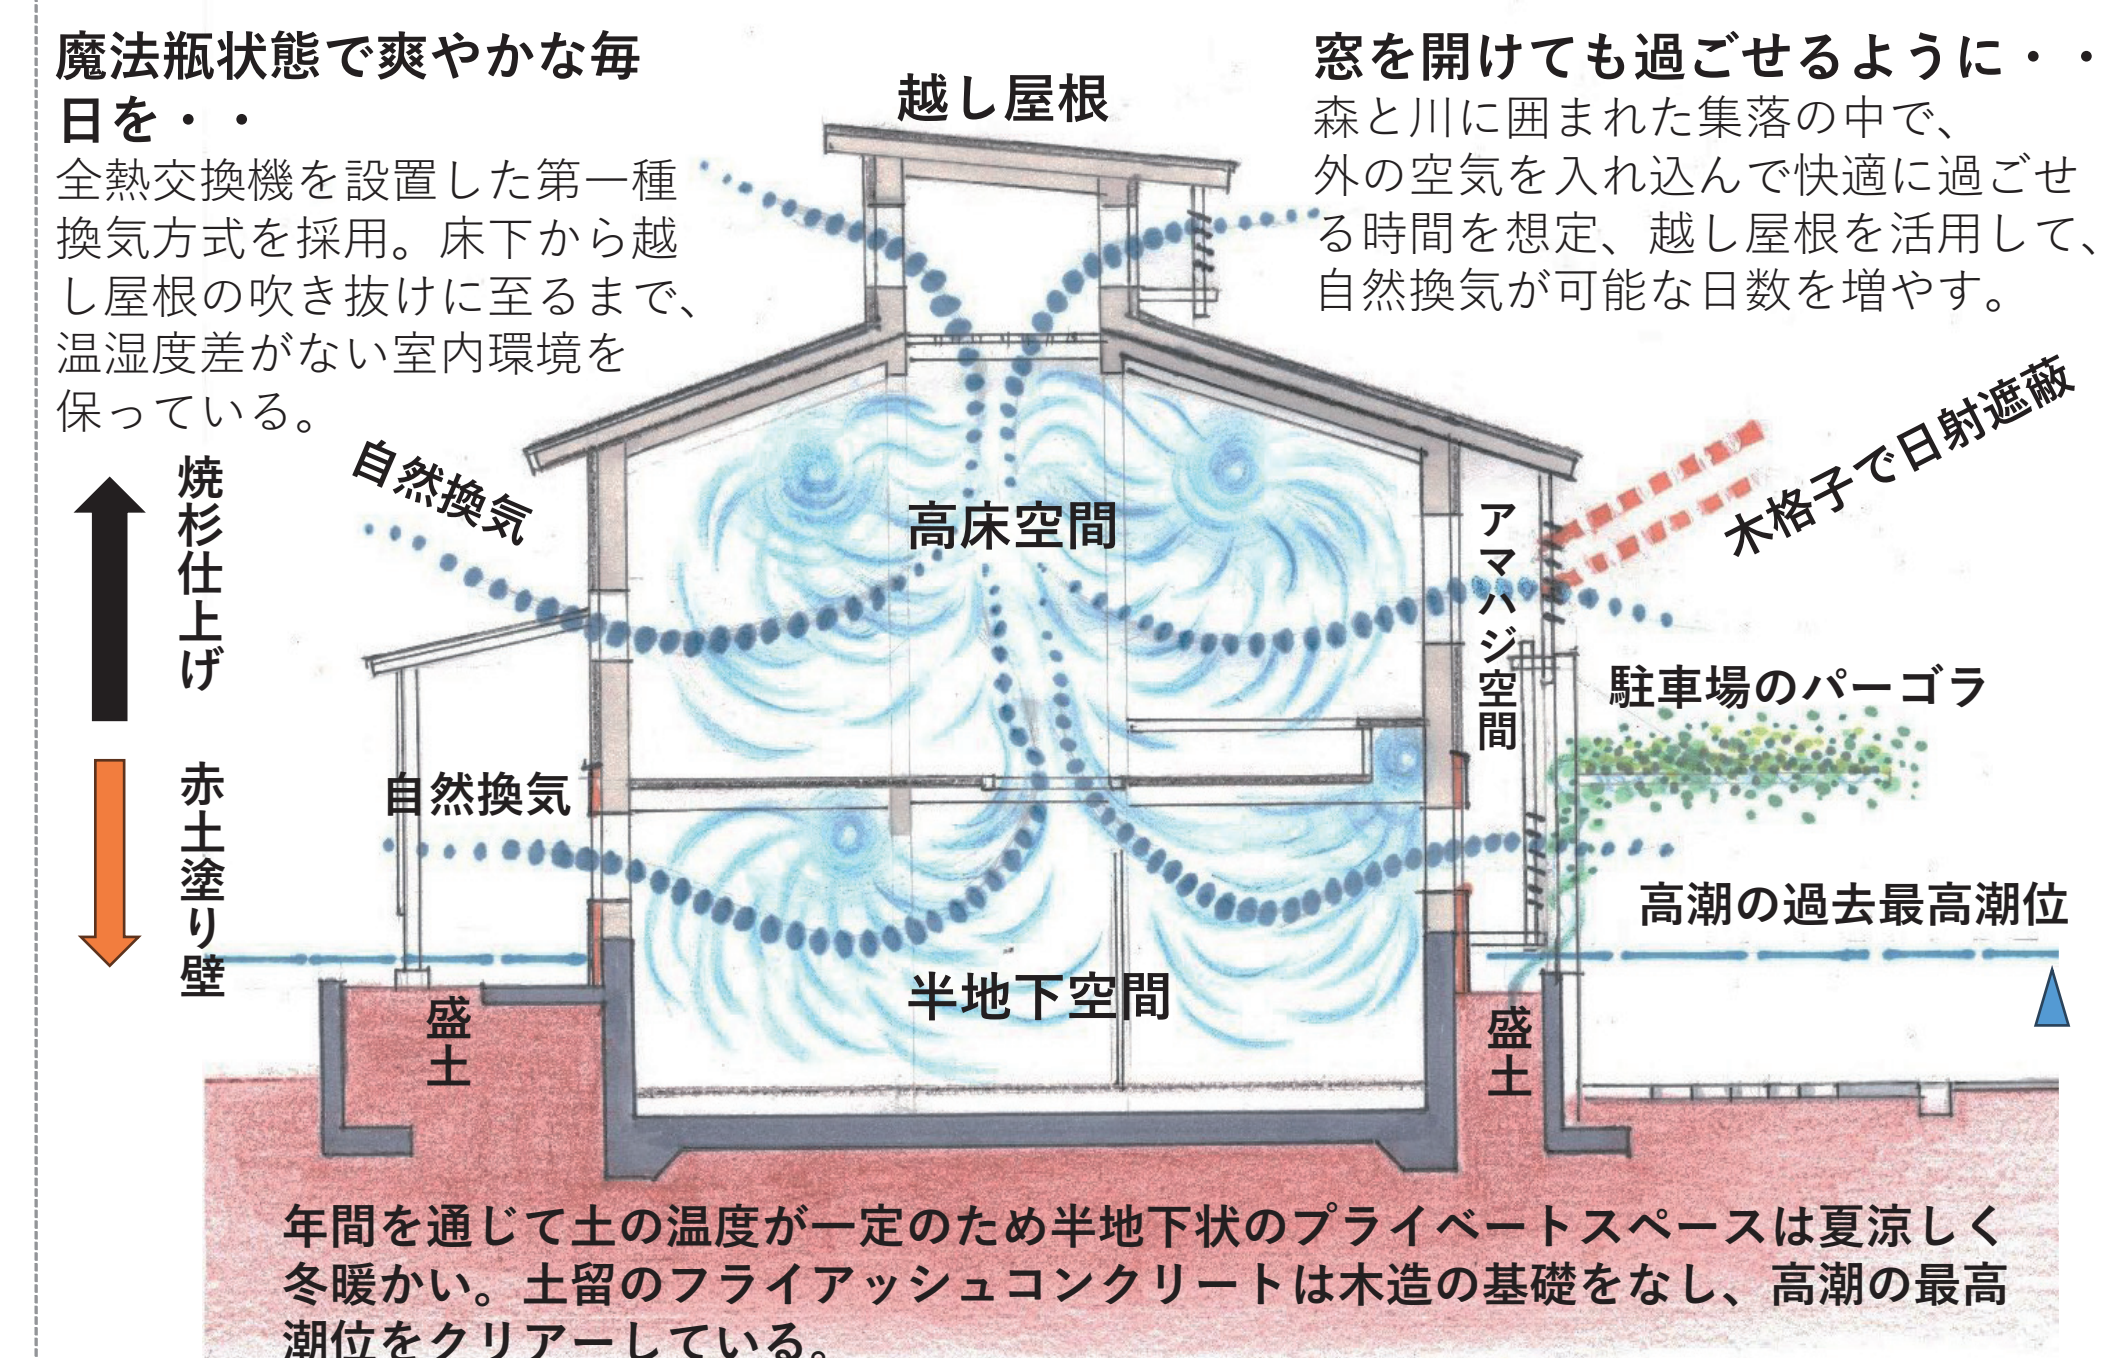 魔法瓶状態で爽やかな毎
日を・・
全熱交換機を設置した第一種
換気方式を採用。床下から越
し屋根の吹き抜けに至るまで、
温湿度差がない室内環境を
保っている。
越し屋根
窓を開けても過ごせるように・・
森と川に囲まれた集落の中で、
外の空気を入れ込んで快適に過ごせ
る時間を想定、越し屋根を活用して、
自然換気が可能な日数を増やす。
焼杉仕上げ
自然換気
高床空間
アマハジ空間
木格子で日射遮蔽
駐車場のパーゴラ
赤土塗り壁
自然換気
高潮の過去最高潮位
半地下空間
盛土
盛土
年間を通じて土の温度が一定のため半地下状のプライベートスペースは夏涼しく
冬暖かい。土留のフライアッシュコンクリートは木造の基礎をなし、高潮の最高
潮位をクリアーしている。